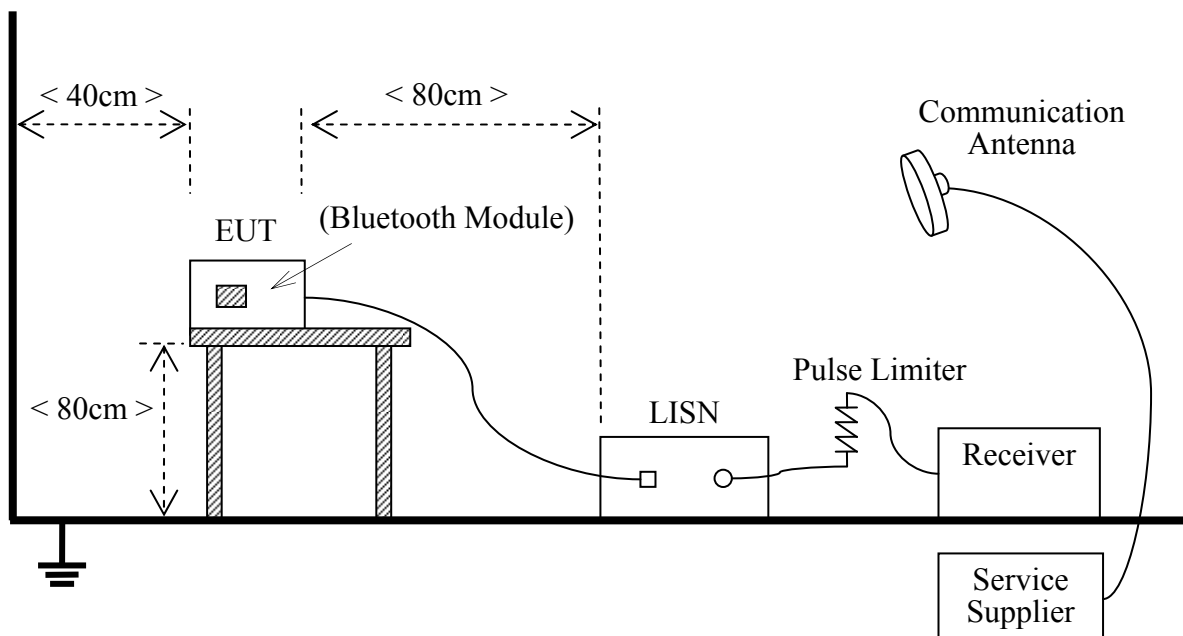 < 40cm >
< 80cm >
Communication
Antenna
(Bluetooth Module)
EUT
Pulse Limiter
< 80cm >
LISN
Receiver
Service
Supplier